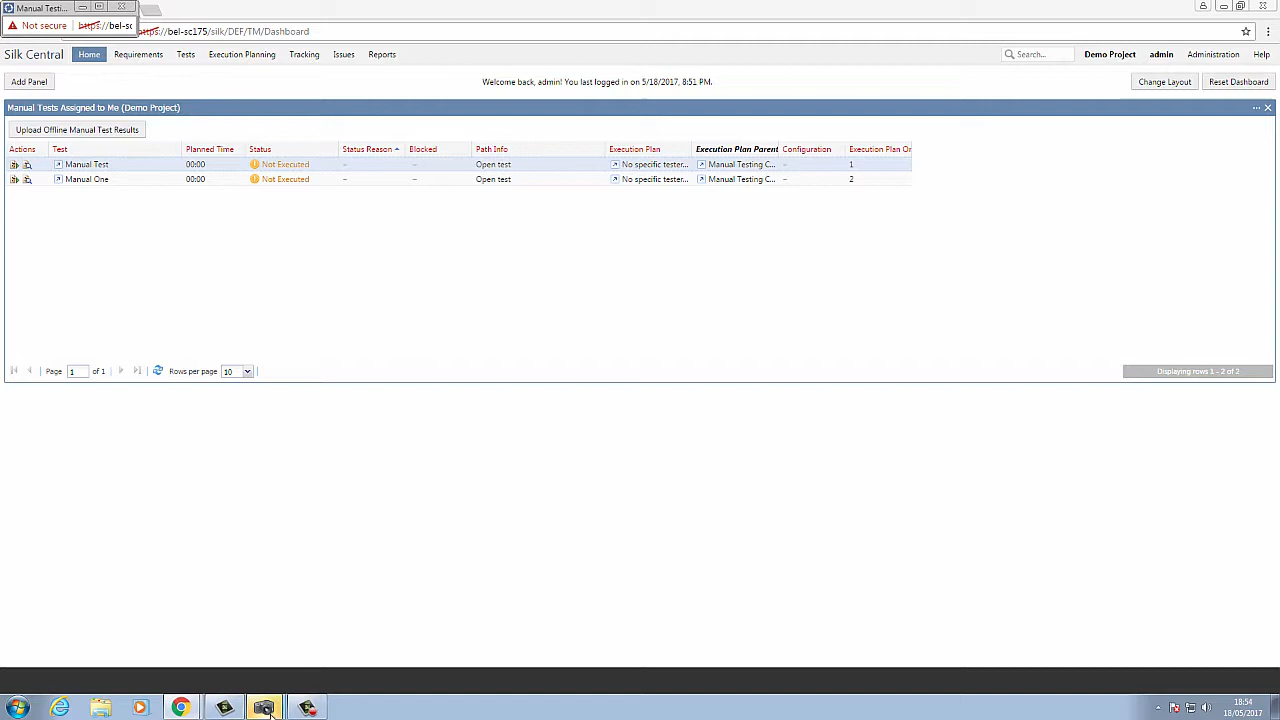 Manual Testi...
Not secure https://bel-sc
https://bel-sc175/silk/DEF/TM/Dashboard
Silk Central Home Requirements Tests Execution Planning Tracking Issues Reports Search... Demo Project admin Administration Help
Add Panel Welcome back, admin! You last logged in on 5/18/2017, 8:51 PM. Change Layout Reset Dashboard
Manual Tests Assigned to Me (Demo Project)
Upload Offline Manual Test Results
Actions Test Planned Time Status Status Reason Blocked Path Info Execution Plan Execution Plan Parent Configuration Execution Plan Or
Manual Test 00:00 Not Executed – – Open test No specific tester... Manual Testing C... – 1
Manual One 00:00 Not Executed – – Open test No specific tester... Manual Testing C... – 2
Page 1 of 1 Rows per page 10 Displaying rows 1 - 2 of 2
18:54
18/05/2017